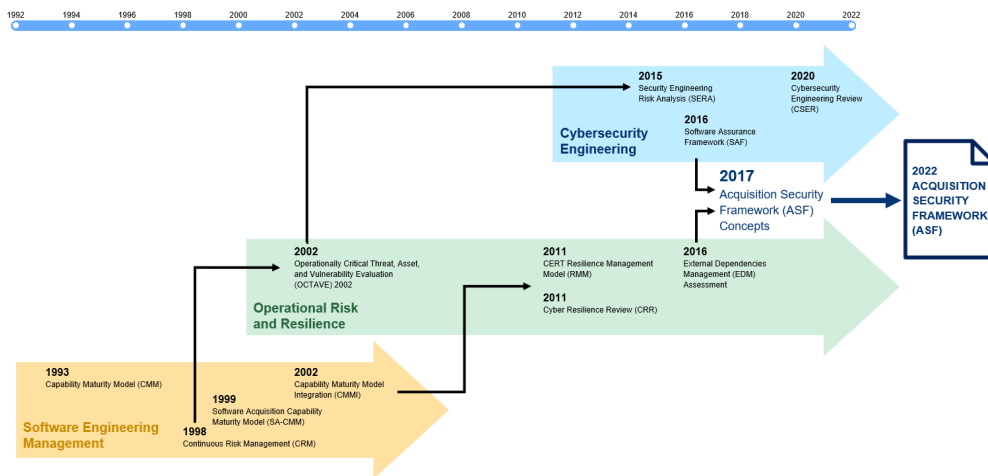 1992 1994 1996 1998 2000 2002 2004 2006 2008 2010 2012 2014 2016 2018 2020 2022
2015
Security Engineering
Risk Analysis (SERA)
2020
Cybersecurity
Engineering Review
(CSER)
2016
Software Assurance
Framework (SAF)
Cybersecurity
Engineering
2017
Acquisition Security
Framework (ASF)
Concepts
2022
ACQUISITION
SECURITY
FRAMEWORK
(ASF)
2002
Operationally Critical Threat, Asset,
and Vulnerability Evaluation
(OCTAVE) 2002
2011
CERT Resilience Management
Model (RMM)
2011
Cyber Resilience Review (CRR)
2016
External Dependencies
Management (EDM)
Assessment
Operational Risk
and Resilience
1993
Capability Maturity Model (CMM)
2002
Capability Maturity Model
Integration (CMMI)
1999
Software Acquisition Capability
Maturity Model (SA-CMM)
1998
Continuous Risk Management (CRM)
Software Engineering
Management